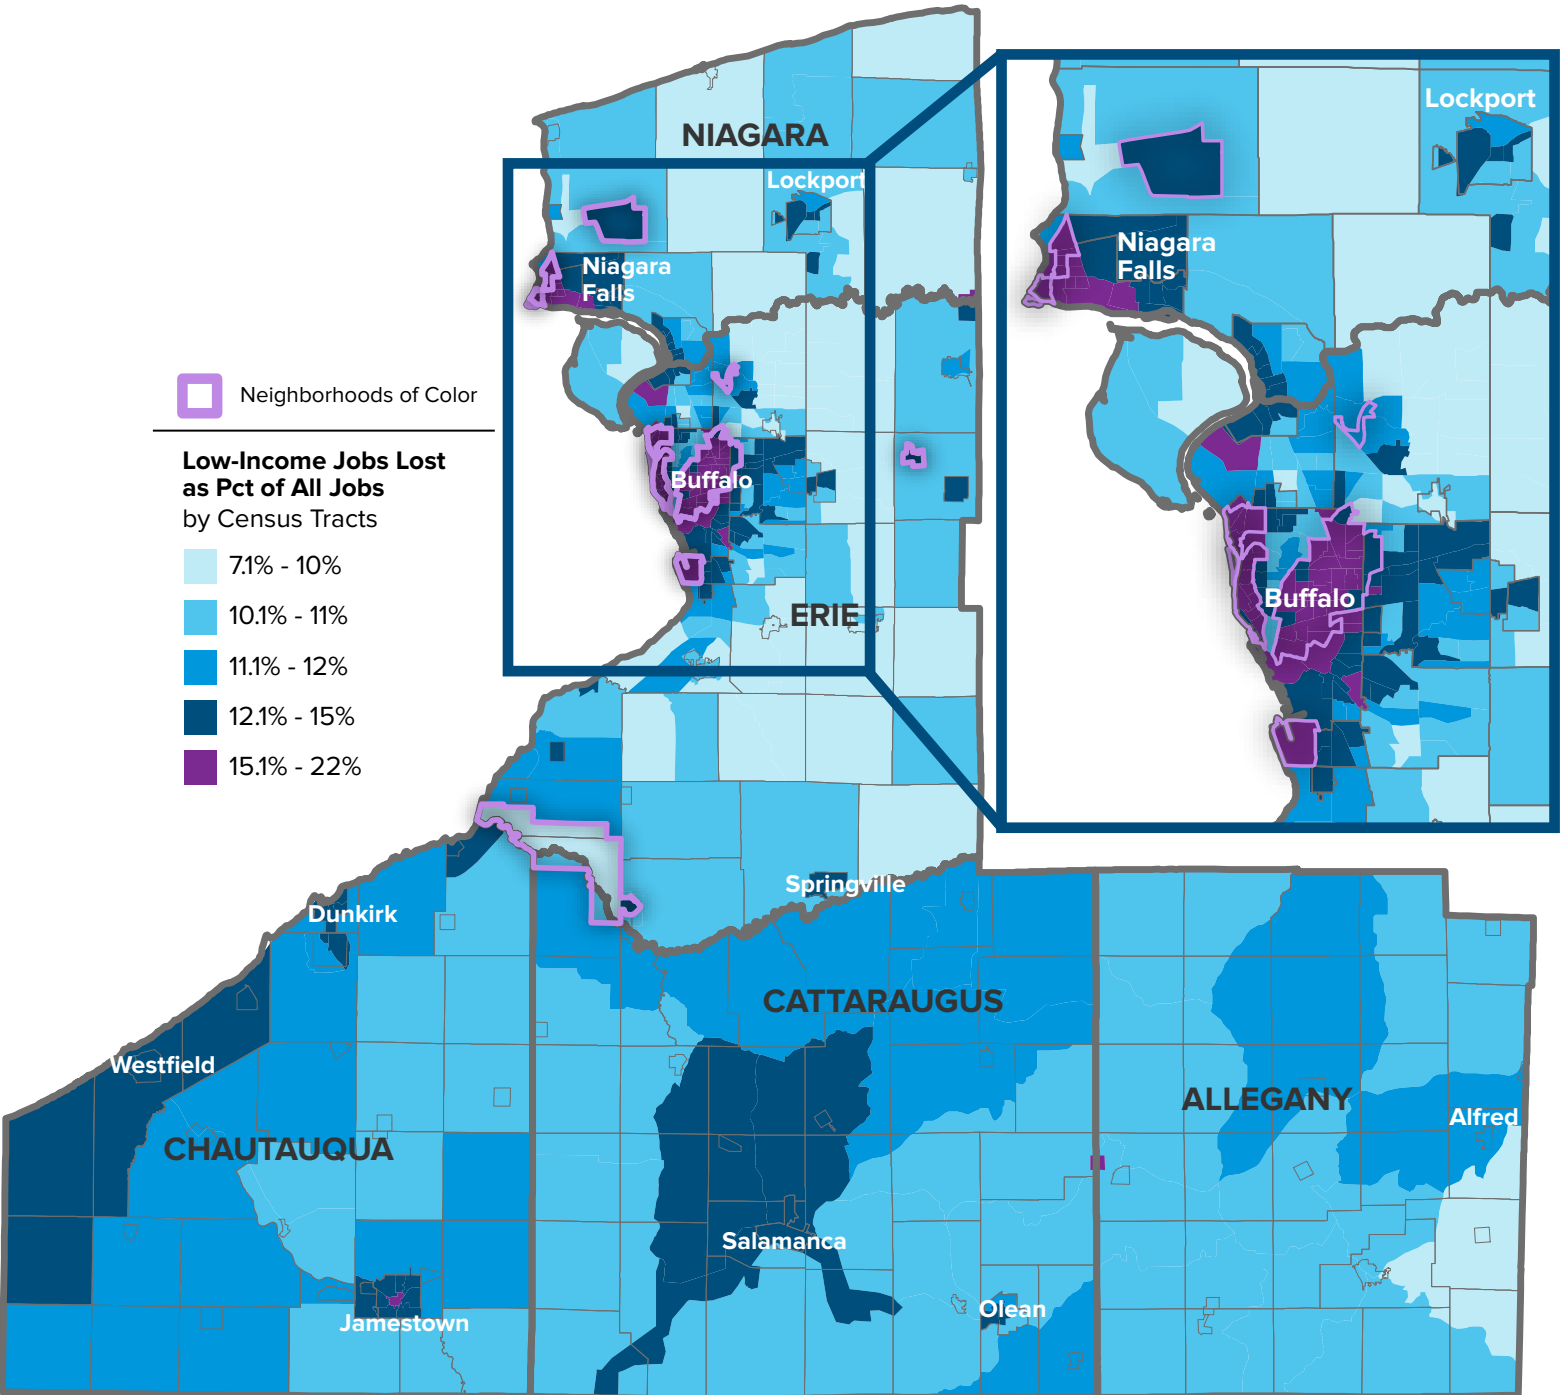 NIAGARA
Lockport
Niagara
Falls
Buffalo
ERIE
Lockport
Niagara
Falls
Buffalo
Neighborhoods of Color
Low-Income Jobs Lost
as Pct of All Jobs
by Census Tracts
7.1% - 10%
10.1% - 11%
11.1% - 12%
12.1% - 15%
15.1% - 22%
Springville
Dunkirk
CATTARAUGUS
Westfield
CHAUTAUQUA
ALLEGANY
Alfred
Salamanca
Olean
Jamestown